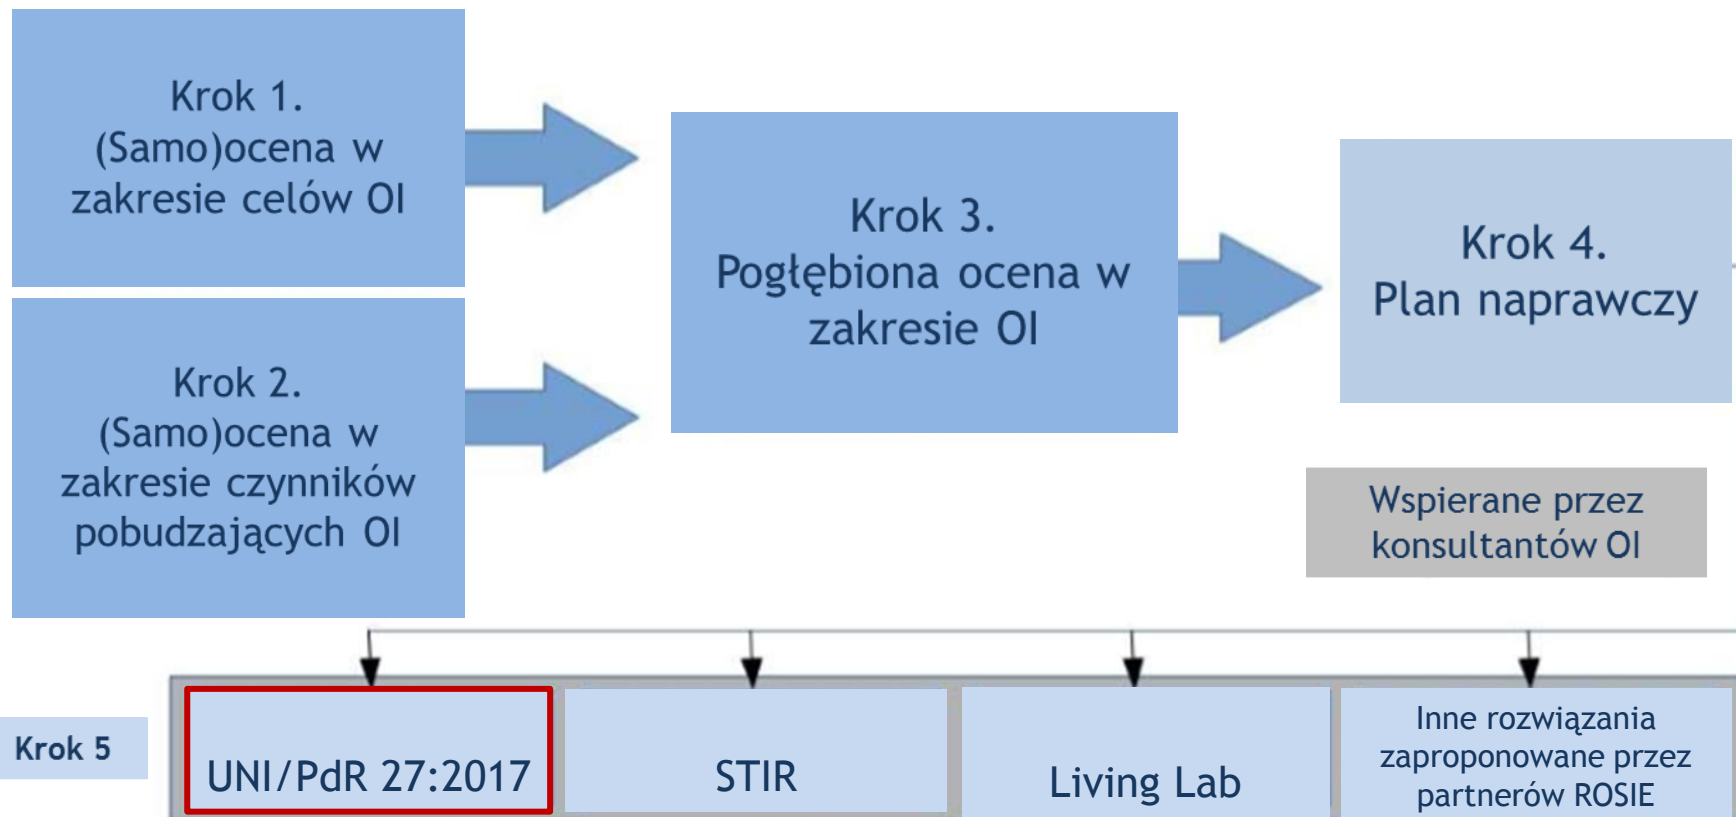 Krok 1.
(Samo)ocena w
zakresie celów OI
Krok 2.
(Samo)ocena w
zakresie czynników
pobudzających OI
Krok 3.
Pogłębiona ocena w
zakresie OI
Krok 4.
Plan naprawczy
Wspierane przez
konsultantów OI
Krok 5
UNI/PdR 27:2017
STIR
Living Lab
Inne rozwiązania
zaproponowane przez
partnerów ROSIE